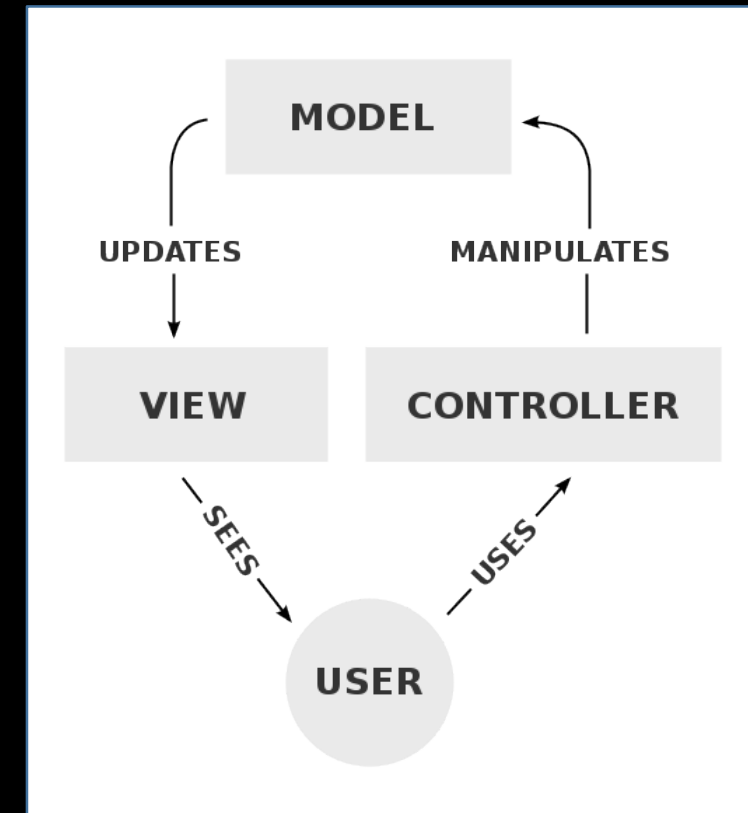 MODEL
UPDATES
MANIPULATES
VIEW
CONTROLLER
SEES
USES
USER